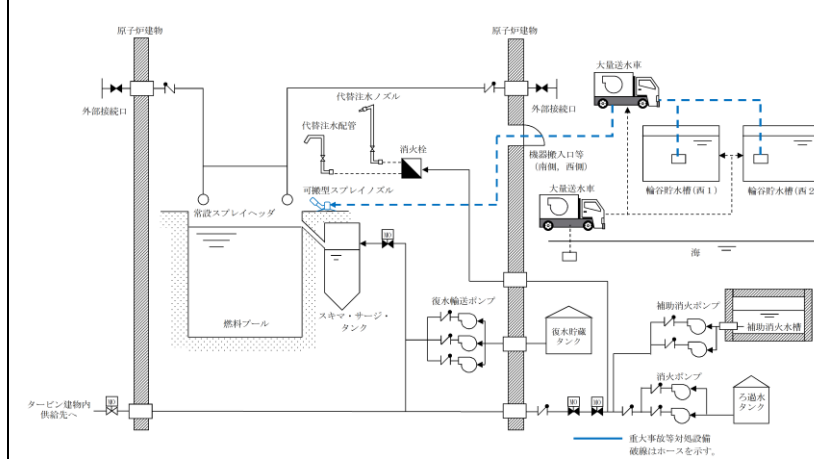 原子炉建物
原子炉建物
大量送水車
代替注水ノズル
外部接続口
外部接続口
代替注水配管
消火栓
機器搬入口等
(南側,西側)
輪谷貯水槽(西1)
輪谷貯水槽(西2
可搬型スプレイノズル
大量送水車
常設スプレイヘッダ
MO
海
復水輸送ポンプ
補助消火ポンプ
スキマ・サージ・
タンク
燃料プール
復水貯蔵
タンク
補助消火水槽
消火ポンプ
タービン建物内
供給先へ
MO
MO
MO
ろ過水
タンク
重大事故等対処設備
破線はホースを示す。